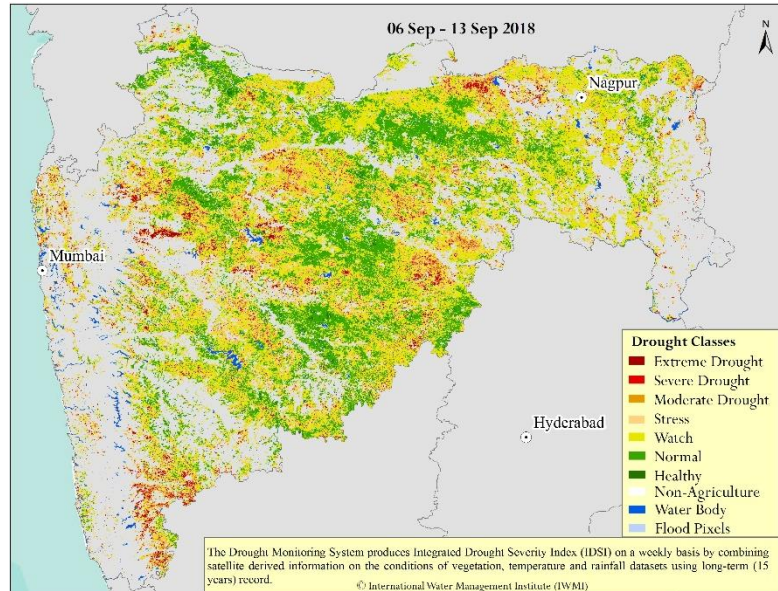 06 Sep - 13 Sep 2018
N
Nagpur
Mumbai
Hyderabad
Drought Classes
Extreme Drought
Severe Drought
Moderate Drought
Stress
Watch
Normal
Healthy
Non-Agriculture
Water Body
Flood Pixels
The Drought Monitoring System produces Integrated Drought Severity Index (IDSI) on a weekly basis by combining
satellite derived information on the conditions of vegetation, temperature and rainfall datasets using long-term (15
years) record.
© International Water Management Institute (IWMI)